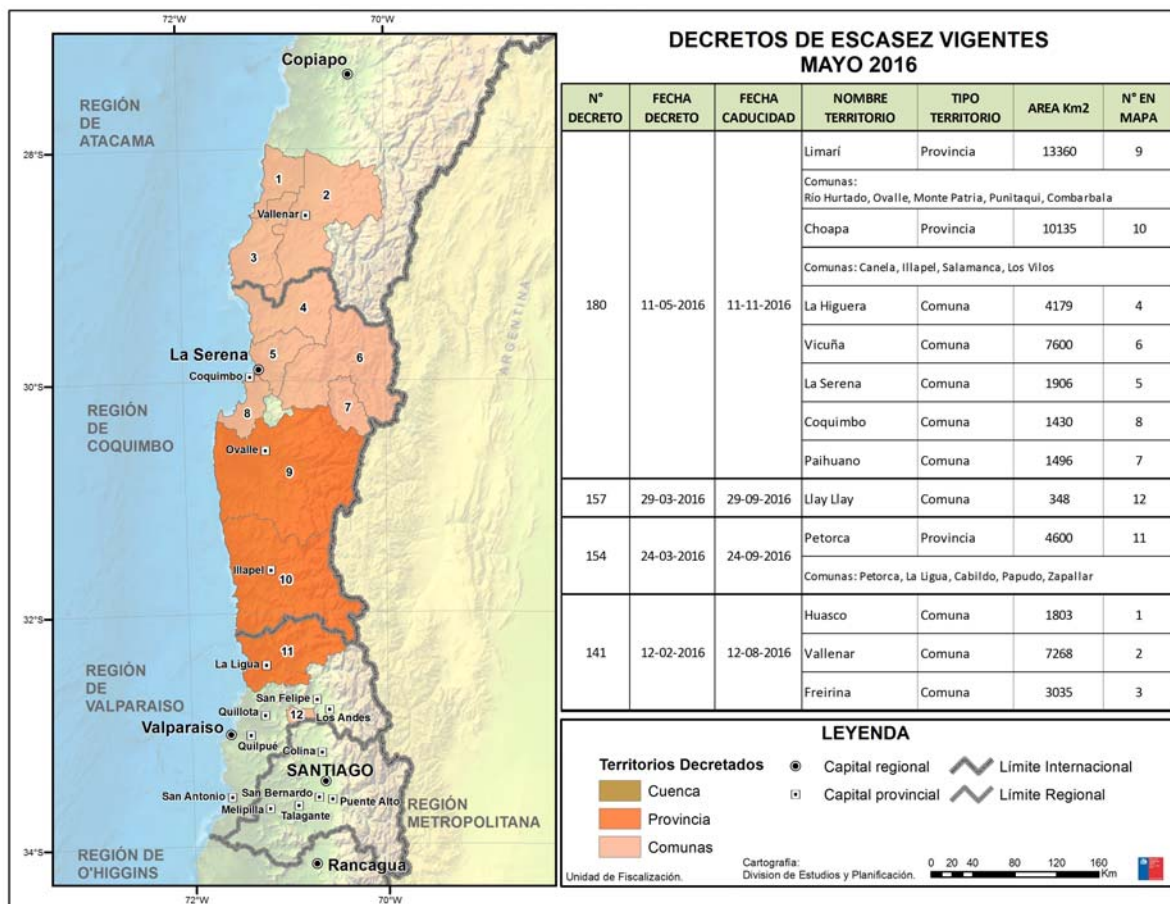 72°W
70°W
Copiapo
REGIÓN
DE
ATACAMA
28°S
1
2
Vallenar
3
4
La Serena
5
6
Coquimbo
30°S
7
8
REGIÓN
DE
COQUIMBO
Ovalle
9
ARGENTINA
Illapel
10
32°S
11
La Ligua
REGIÓN
DE
VALPARAISO
San Felipe
Quillota
12
Los Andes
Valparaiso
Quilpué
Colina
SANTIAGO
San Antonio
San Bernardo
Puente Alto
Melipilla
Talagante
REGIÓN
METROPOLITANA
34°S
REGIÓN DE
O'HIGGINS
Rancagua
72°W
70°W
DECRETOS DE ESCASEZ VIGENTES
MAYO 2016
N° DECRETO FECHA DECRETO FECHA CADUCIDAD NOMBRE TERRITORIO TIPO TERRITORIO AREA Km2 N° EN MAPA
180 11-05-2016 11-11-2016
Limarí Provincia 13360 9
Comunas:
Río Hurtado, Ovalle, Monte Patria, Punitaqui, Combarbala
Choapa Provincia 10135 10
Comunas: Canela, Illapel, Salamanca, Los Vilos
La Higuera Comuna 4179 4
Vicuña Comuna 7600 6
La Serena Comuna 1906 5
Coquimbo Comuna 1430 8
Paihuano Comuna 1496 7
157 29-03-2016 29-09-2016 Llay Llay Comuna 348 12
154 24-03-2016 24-09-2016
Petorca Provincia 4600 11
Comunas: Petorca, La Ligua, Cabildo, Papudo, Zapallar
141 12-02-2016 12-08-2016
Huasco Comuna 1803 1
Vallenar Comuna 7268 2
Freirina Comuna 3035 3
LEYENDA
Territorios Decretados
Cuenca
Provincia
Comunas
Capital regional
Capital provincial
Límite Internacional
Límite Regional
Unidad de Fiscalización.
Cartografía:
Division de Estudios y Planificación.
0 20 40 80 120 160
Km